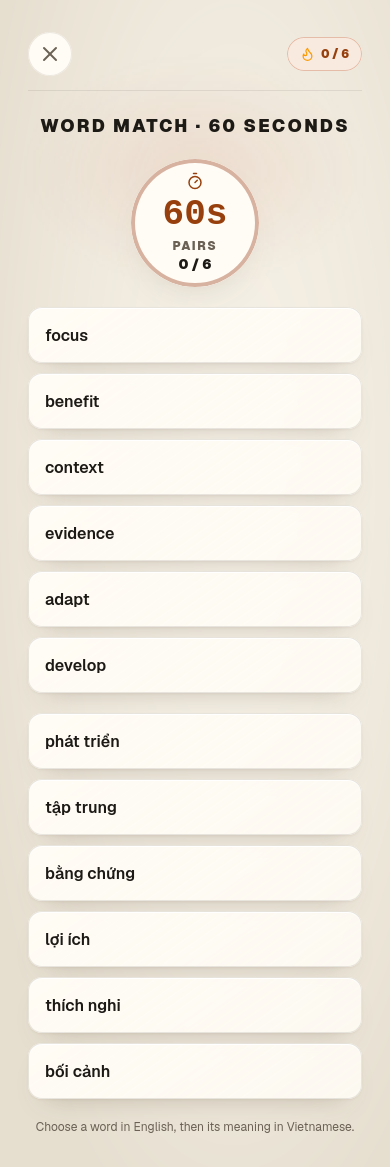 0 / 6
WORD MATCH · 60 SECONDS
60s
PAIRS
0 / 6
focus
benefit
context
evidence
adapt
develop
phát triển
tập trung
bằng chứng
lợi ích
thích nghi
bối cảnh
Choose a word in English, then its meaning in Vietnamese.